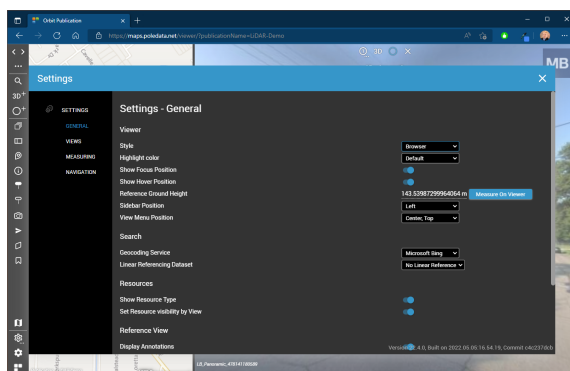 Orbit Publication
https://maps.poledata.net/viewer/?publicationName=LiDAR-Demo
3D
MB
Settings
3D+
SETTINGS
GENERAL
VIEWS
MEASURING
NAVIGATION
Settings - General
Viewer
Style Browser
Highlight color Default
Show Focus Position
Show Hover Position
Reference Ground Height 143.53987299964064 m Measure On Viewer
Sidebar Position Left
View Menu Position Center, Top
Search
Geocoding Service Microsoft Bing
Linear Referencing Dataset No Linear Reference
Resources
Show Resource Type
Set Resource visibility by View
Reference View
Display Annotations
Built on 2022.05.05.16.54.19, Commit c4c237dcb